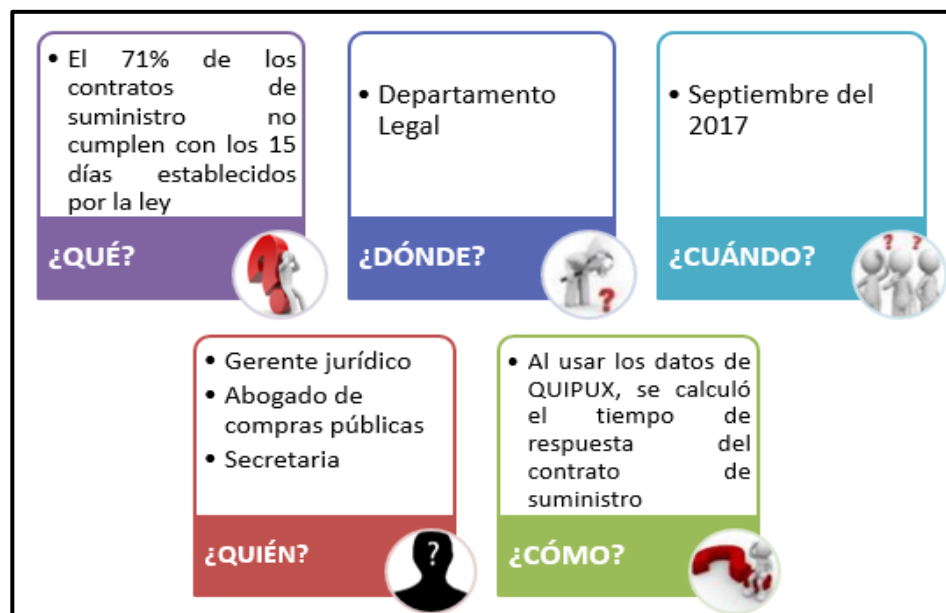 • El 71% de los
contratos de
suministro no
cumplen con los 15
días establecidos
por la ley
¿QUÉ?
• Departamento
Legal
¿DÓNDE?
?
• Septiembre del
2017
¿CUÁNDO?
? ?
• Gerente jurídico
• Abogado de
compras públicas
• Secretaria
¿QUIÉN?
?
• Al usar los datos de
QUIPUX, se calculó
el tiempo de
respuesta del
contrato de
suministro
¿CÓMO?